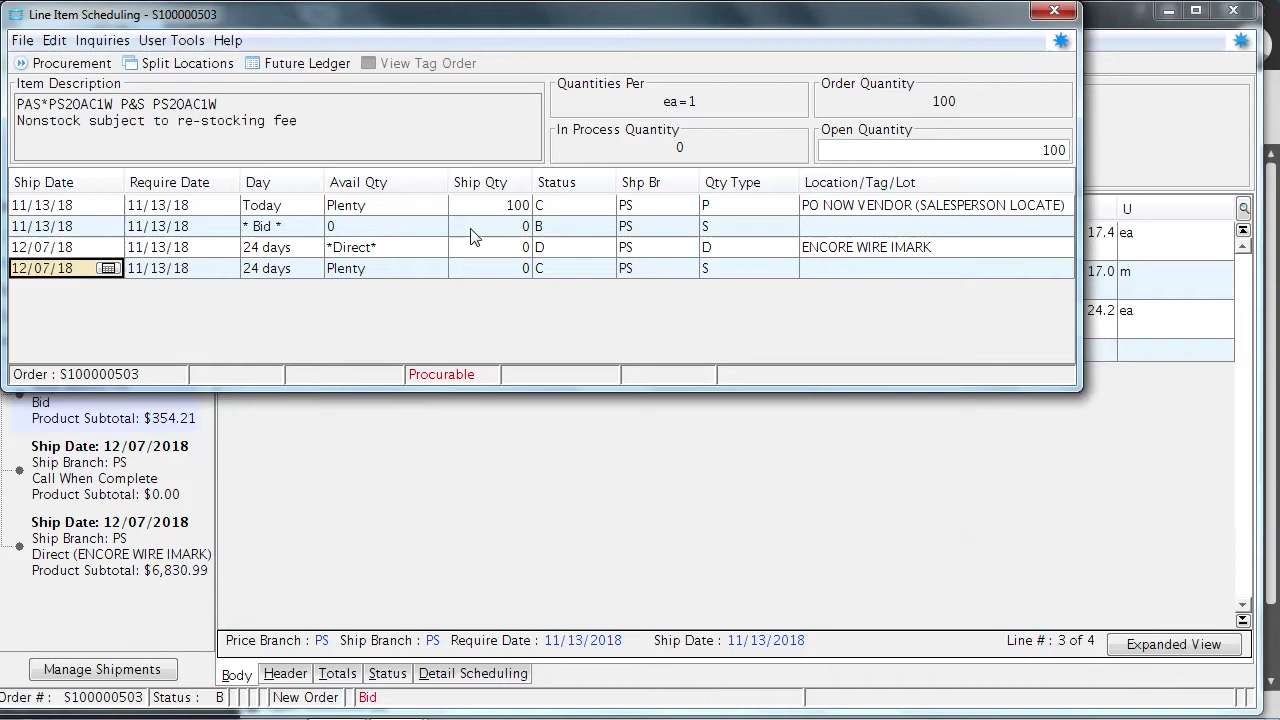 Line Item Scheduling - S100000503
File Edit Inquiries User Tools Help
Procurement Split Locations Future Ledger View Tag Order
Item Description
PAS*PS20AC1W P&S PS20AC1W
Nonstock subject to re-stocking fee
Quantities Per
ea=1
Order Quantity
100
In Process Quantity
0
Open Quantity
100
Ship Date Require Date Day Avail Qty Ship Qty Status Shp Br Qty Type Location/Tag/Lot
11/13/18 11/13/18 Today Plenty 100 C PS P PO NOW VENDOR (SALESPERSON LOCATE)
11/13/18 11/13/18 * Bid * 0 0 B PS S
12/07/18 11/13/18 24 days *Direct* 0 D PS D ENCORE WIRE IMARK
12/07/18 11/13/18 24 days Plenty 0 C PS S
Order : S100000503 Procurable
U
17.4 ea
17.0 m
24.2 ea
Bid
Product Subtotal: $354.21
Ship Date: 12/07/2018
Ship Branch: PS
Call When Complete
Product Subtotal: $0.00
Ship Date: 12/07/2018
Ship Branch: PS
Direct (ENCORE WIRE IMARK)
Product Subtotal: $6,830.99
Price Branch : PS Ship Branch : PS Require Date : 11/13/2018 Ship Date : 11/13/2018 Line # : 3 of 4 Expanded View
Manage Shipments Body Header Totals Status Detail Scheduling
Order # : S100000503 Status : B New Order Bid